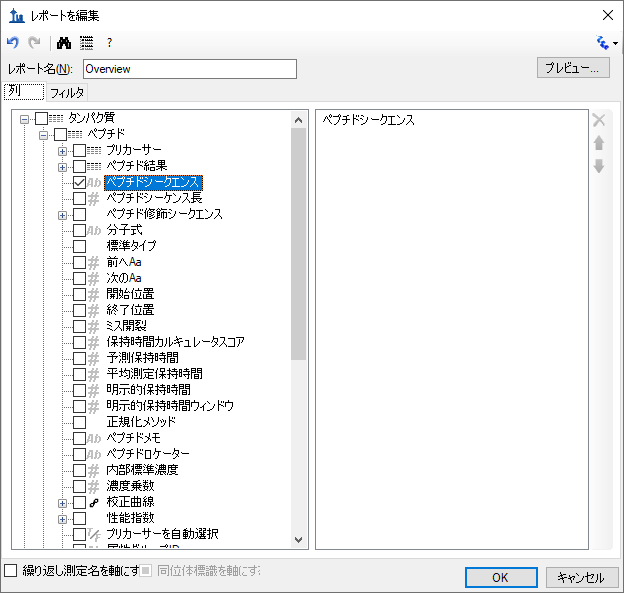 レポートを編集
?
レポート名(N): Overview プレビュー...
列 フィルタ
タンパク質
ペプチド
プリカーサー
ペプチド結果
Ab ペプチドシークエンス
# ペプチドシーケンス長
ペプチド修飾シークエンス
Ab 分子式
標準タイプ
# 前へAa
# 次のAa
# 開始位置
# 終了位置
# ミス開裂
# 保持時間カルキュレータスコア
# 予測保持時間
# 平均測定保持時間
# 明示的保持時間
# 明示的保持時間ウィンドウ
正規化メソッド
Ab ペプチドメモ
Ab ペプチドロケーター
# 内部標準濃度
# 濃度乗数
校正曲線
性能指数
T/F プリカーサーを自動選択
ペプチドシークエンス
繰り返し測定名を軸にす
同位体標識を軸にす
OK キャンセル